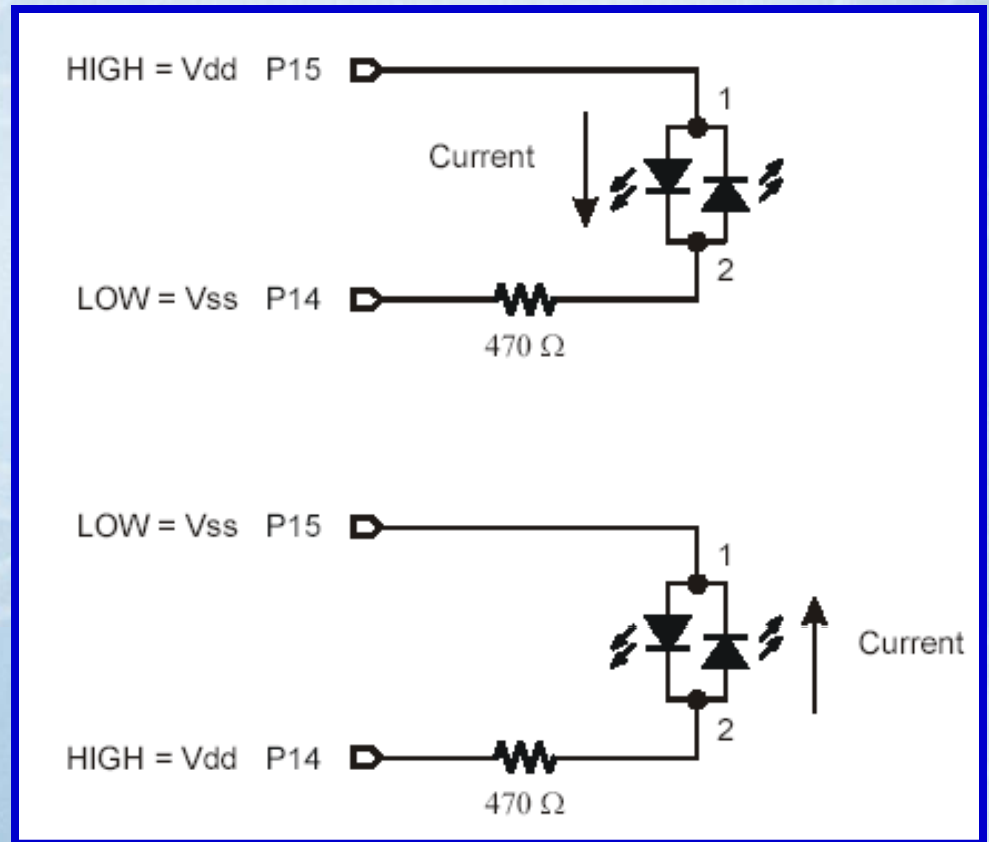 HIGH = Vdd P15
1
Current
2
LOW = Vss P14
470 Ω
LOW = Vss P15
1
Current
2
HIGH = Vdd P14
470 Ω